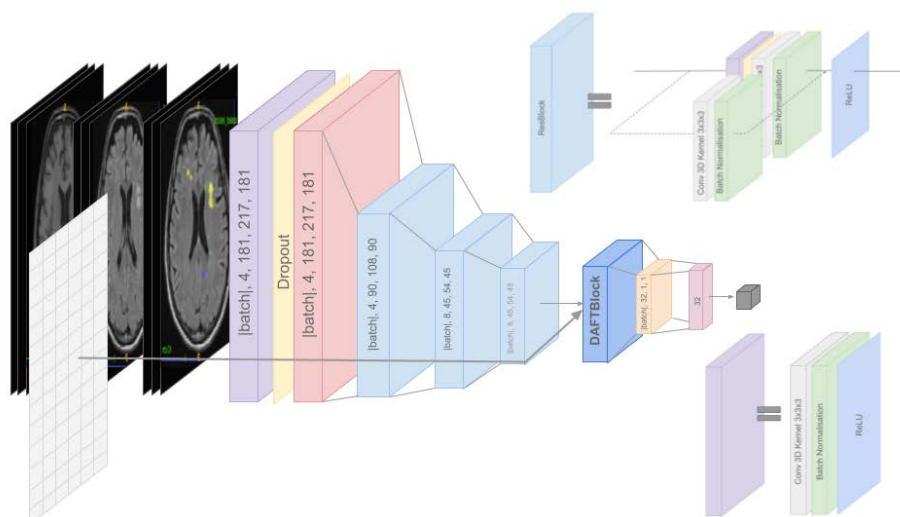 |batch|, 4, 181, 217, 181
Dropout
|batch|, 4, 181, 217, 181
|batch|, 4, 90, 108, 90
|batch|, 8, 45, 54, 45
|batch|, 8, 45, 54, 45
DAFTBlock
|batch|, 32, 1, 1
32
ResBlock
Conv 3D Kernel 3x3x3
Batch Normalisation
x3
Batch Normalisation
ReLU
Conv 3D Kernel 3x3x3
Batch Normalisation
ReLU